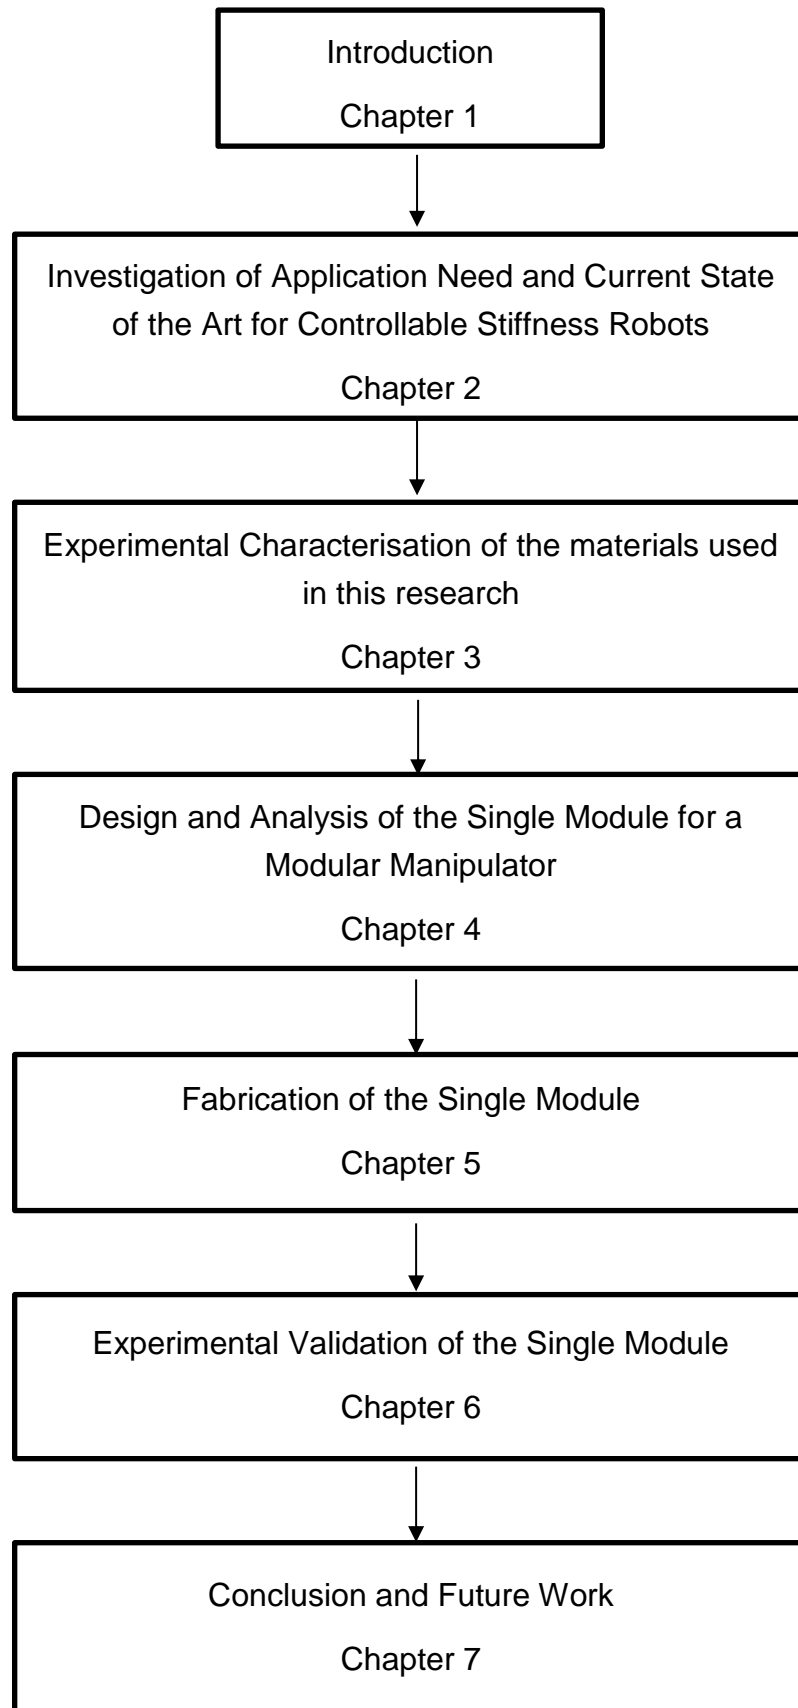 Introduction
Chapter 1
Investigation of Application Need and Current State
of the Art for Controllable Stiffness Robots
Chapter 2
Experimental Characterisation of the materials used
in this research
Chapter 3
Design and Analysis of the Single Module for a
Modular Manipulator
Chapter 4
Fabrication of the Single Module
Chapter 5
Experimental Validation of the Single Module
Chapter 6
Conclusion and Future Work
Chapter 7